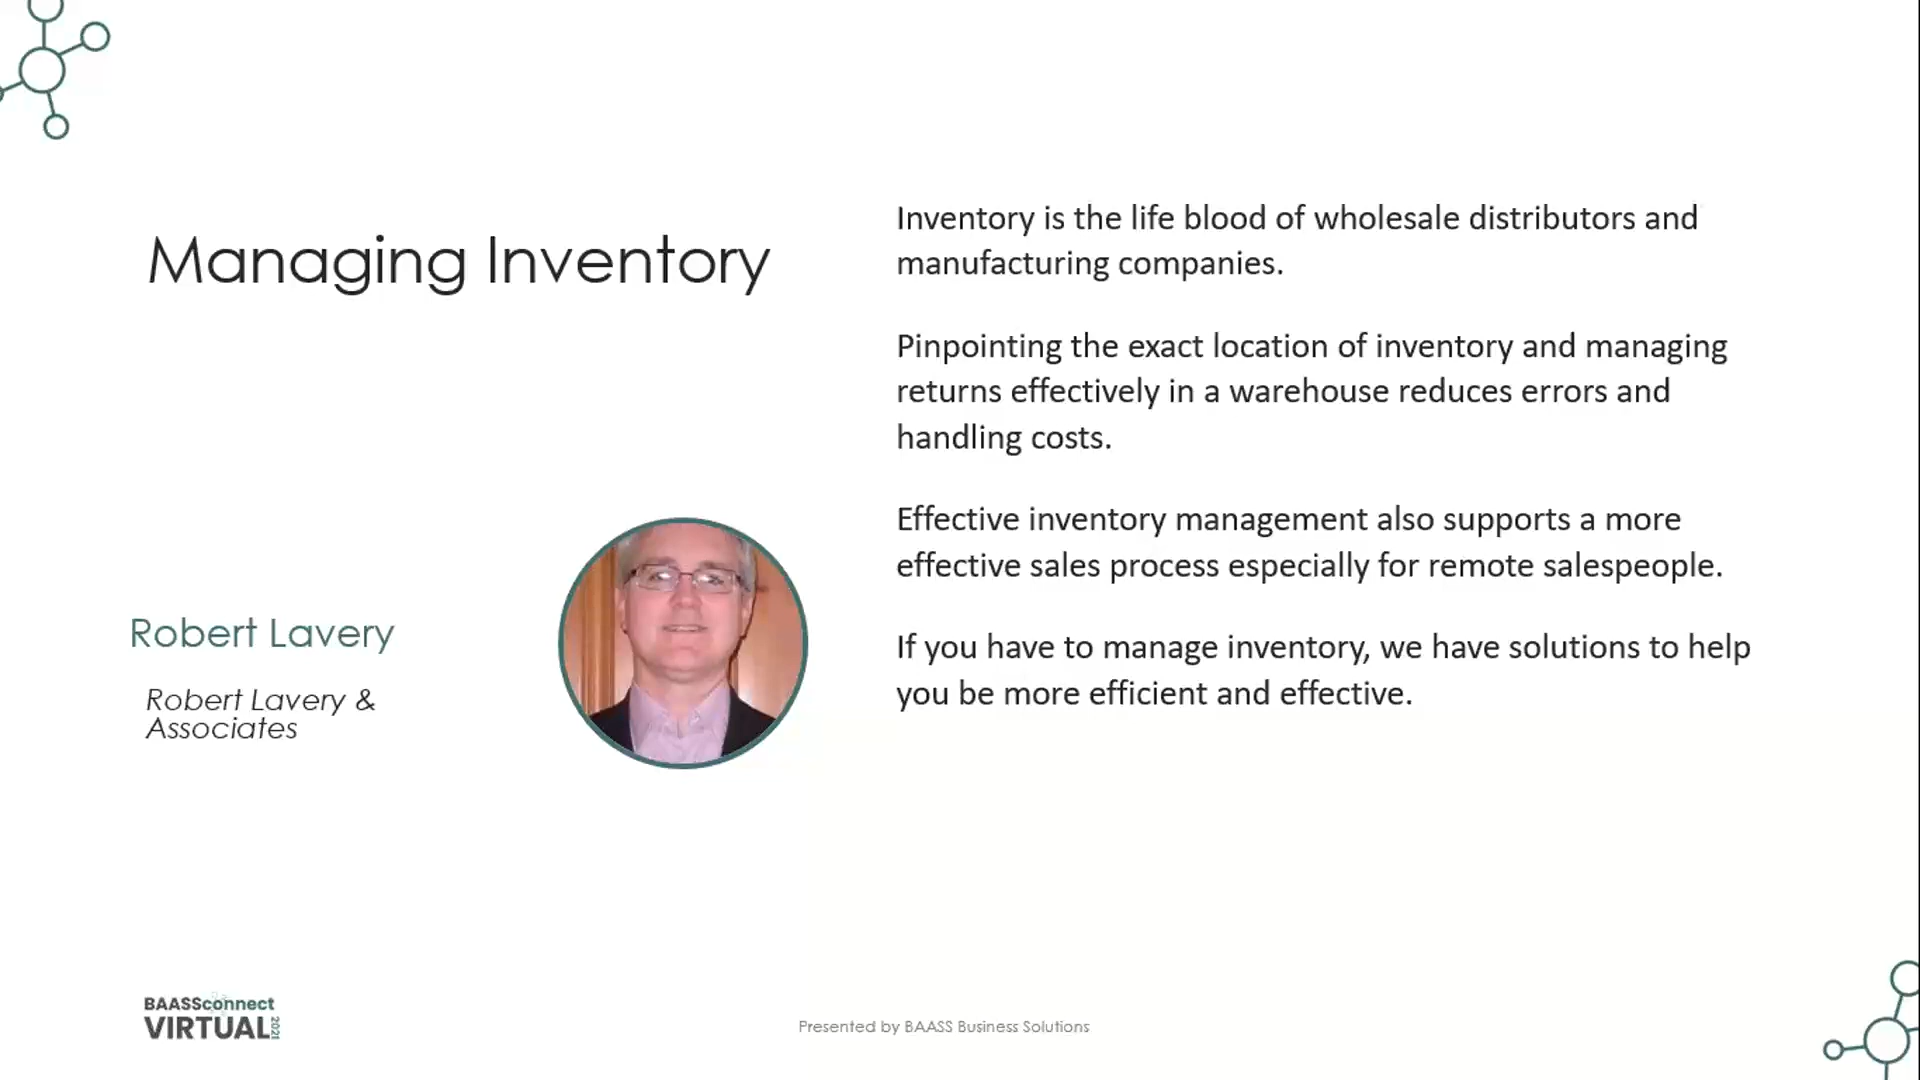 Managing Inventory
Inventory is the life blood of wholesale distributors and
manufacturing companies.
Pinpointing the exact location of inventory and managing
returns effectively in a warehouse reduces errors and
handling costs.
Effective inventory management also supports a more
effective sales process especially for remote salespeople.
If you have to manage inventory, we have solutions to help
you be more efficient and effective.
Robert Lavery
Robert Lavery &
Associates
BAASSconnect
VIRTUAL 2021
Presented by BAASS Business Solutions